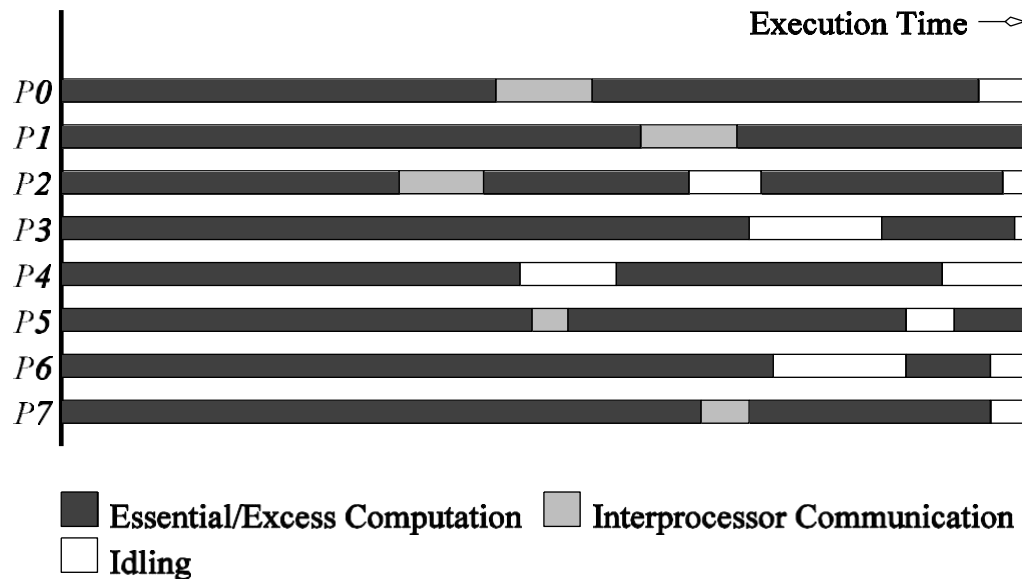 Execution Time
P0
P1
P2
P3
P4
P5
P6
P7
Essential/Excess Computation
Interprocessor Communication
Idling